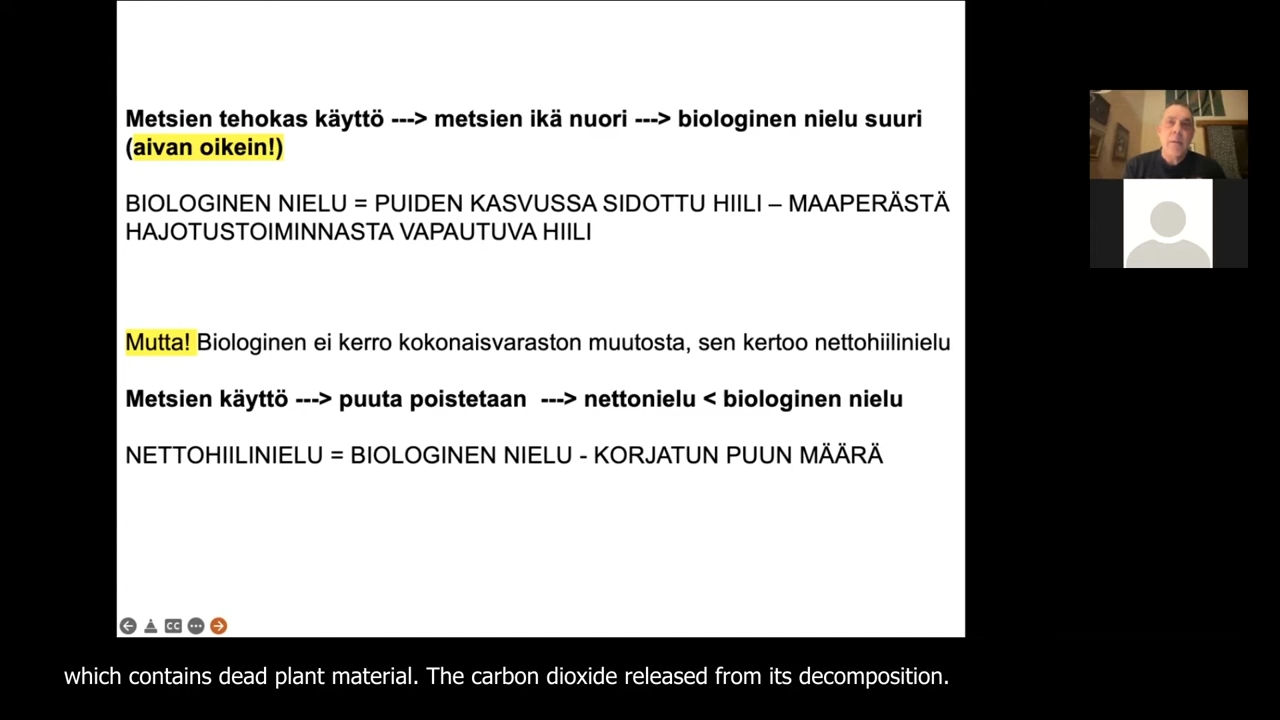 Metsien tehokas käyttö ---> metsien ikä nuori ---> biologinen nielu suuri
(aivan oikein!)
BIOLOGINEN NIELU = PUIDEN KASVUSSA SIDOTTU HIILI – MAAPERÄSTÄ
HAJOTUSTOIMINNASTA VAPAUTUVA HIILI
Mutta! Biologinen ei kerro kokonaisvaraston muutosta, sen kertoo nettohiilinielu
Metsien käyttö ---> puuta poistetaan ---> nettonielu < biologinen nielu
NETTOHIILINIELU = BIOLOGINEN NIELU - KORJATUN PUUN MÄÄRÄ
CC
which contains dead plant material. The carbon dioxide released from its decomposition.